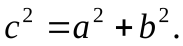 c² = a² + b².